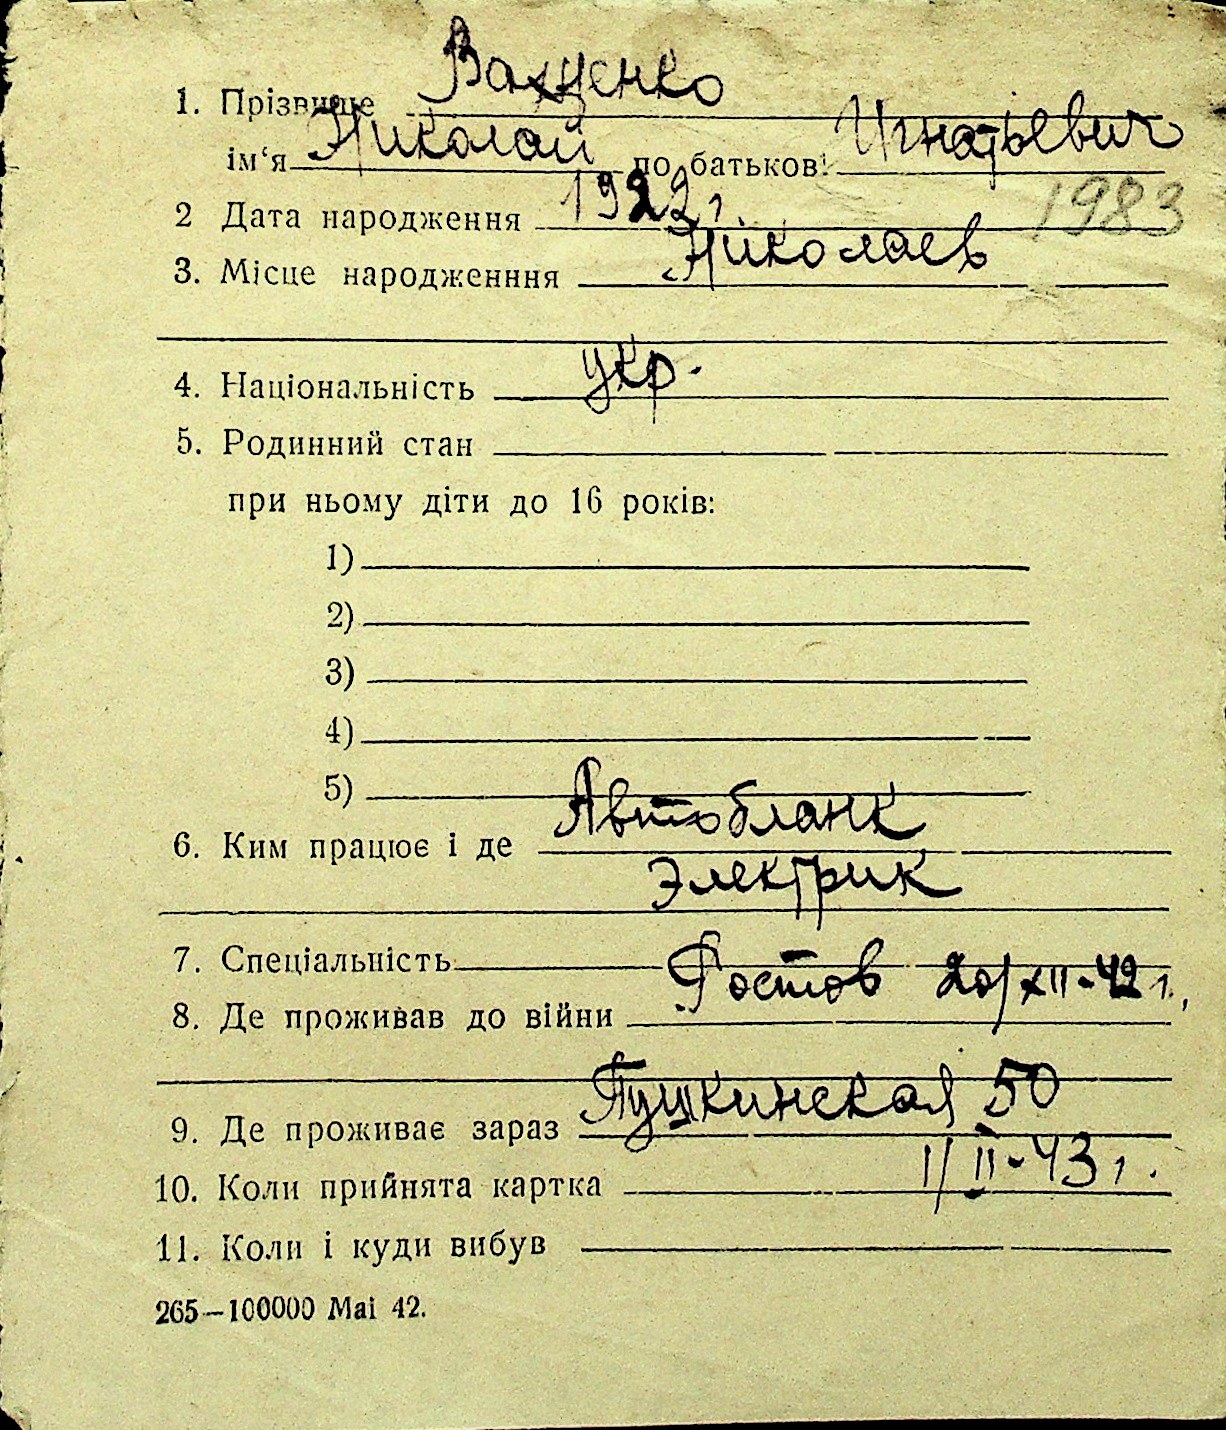 1. Прізвище Ващенко
ім‘я Николай по батькові Игнатьевич
2 Дата народження 1922 г. 1983
3. Місце народженння Николаев
4. Національність укр.
5. Родинний стан
при ньому діти до 16 років:
1)
2)
3)
4)
5)
6. Ким працює і де Автобланк
Электрик
7. Спеціальність
8. Де проживав до війни Ростов 20/XII-42 г.,
9. Де проживає зараз Пушкинская 50
10. Коли прийнята картка 1/II-43 г.
11. Коли і куди вибув
265—100000 Mai 42.